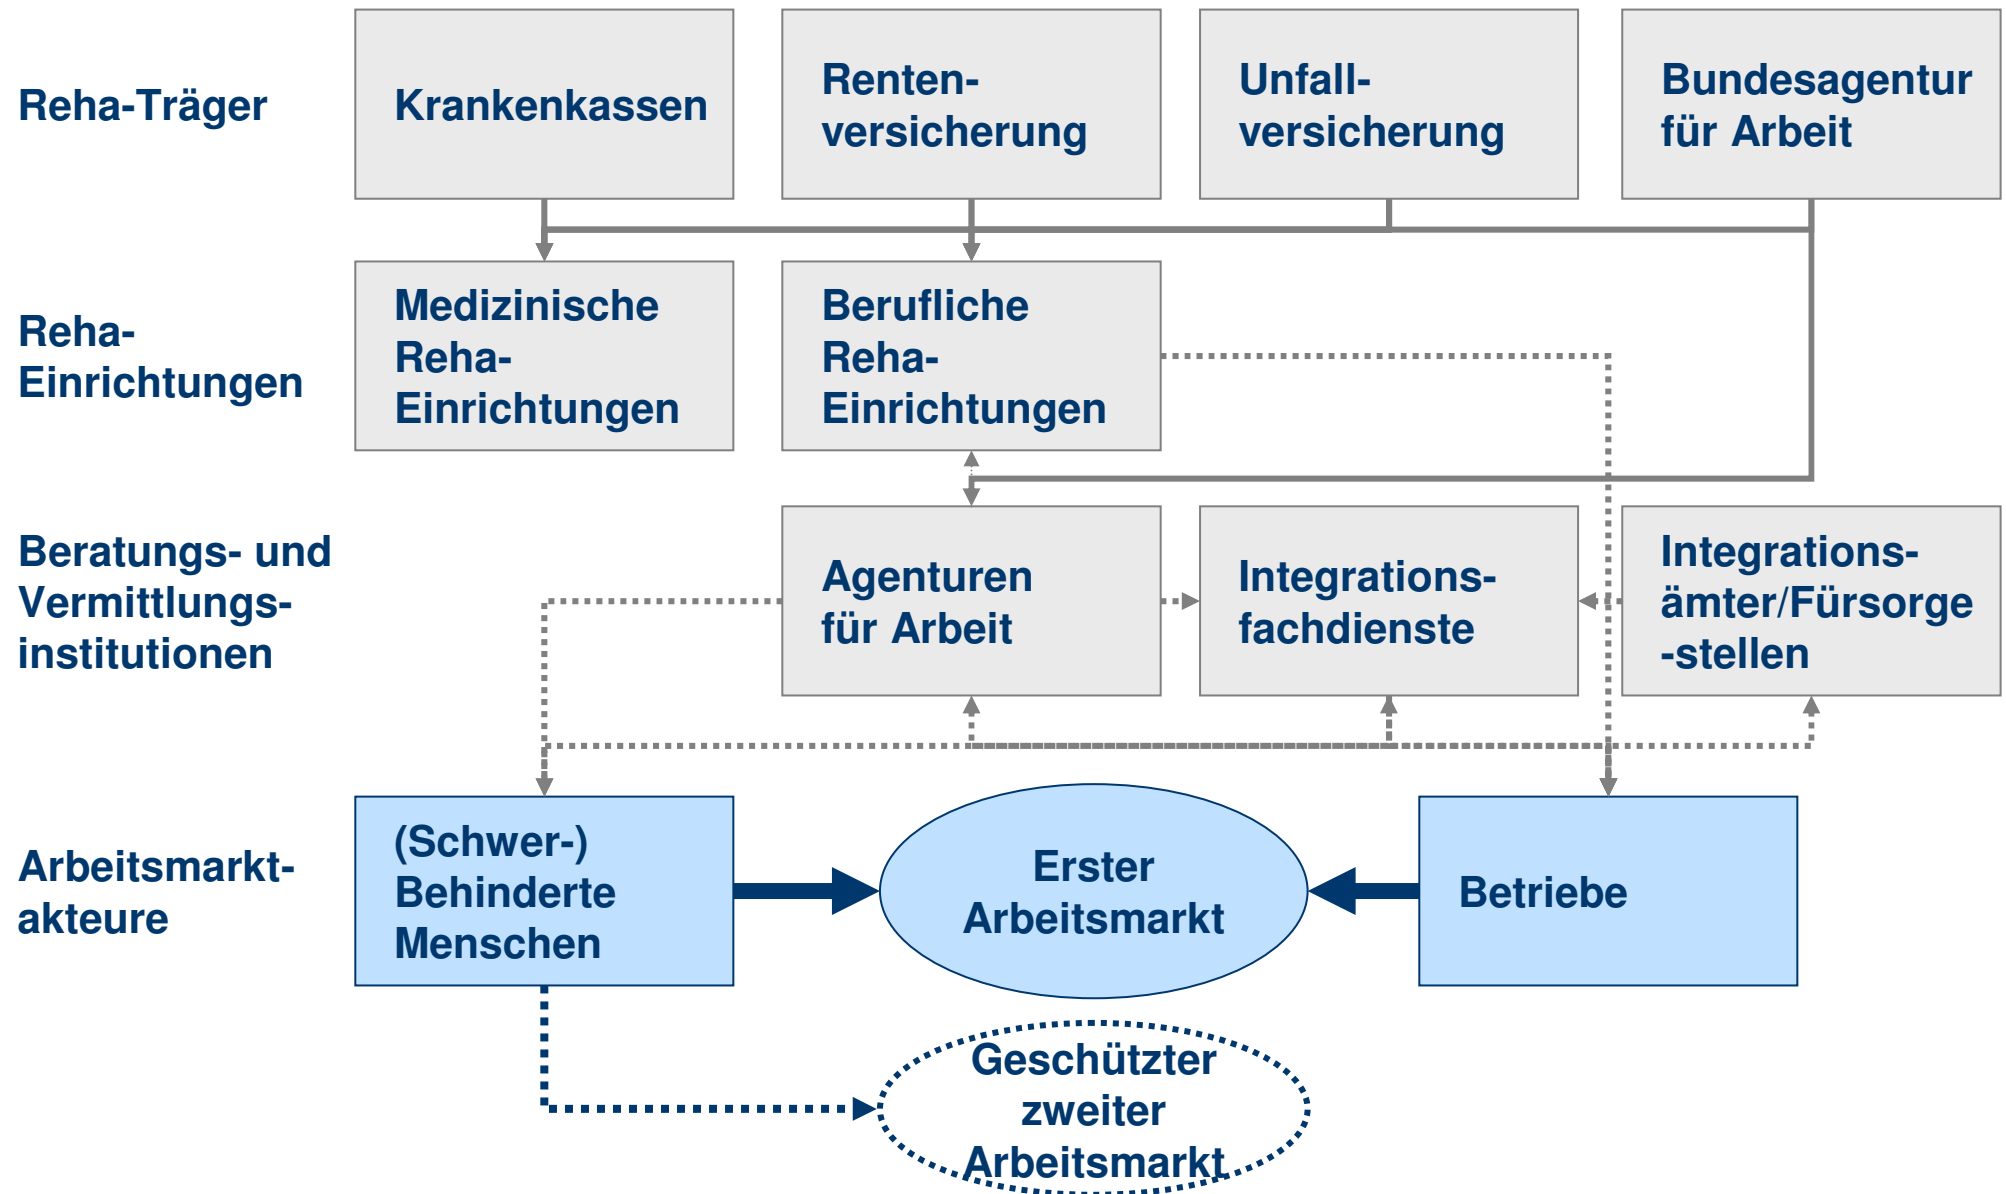 Reha-Träger
Krankenkassen
Renten-
versicherung
Unfall-
versicherung
Bundesagentur
für Arbeit
Reha-
Einrichtungen
Medizinische
Reha-
Einrichtungen
Berufliche
Reha-
Einrichtungen
Beratungs- und
Vermittlungs-
institutionen
Agenturen
für Arbeit
Integrations-
fachdienste
Integrations-
ämter/Fürsorge
-stellen
Arbeitsmarkt-
akteure
(Schwer-)
Behinderte
Menschen
Erster
Arbeitsmarkt
Betriebe
Geschützter
zweiter
Arbeitsmarkt